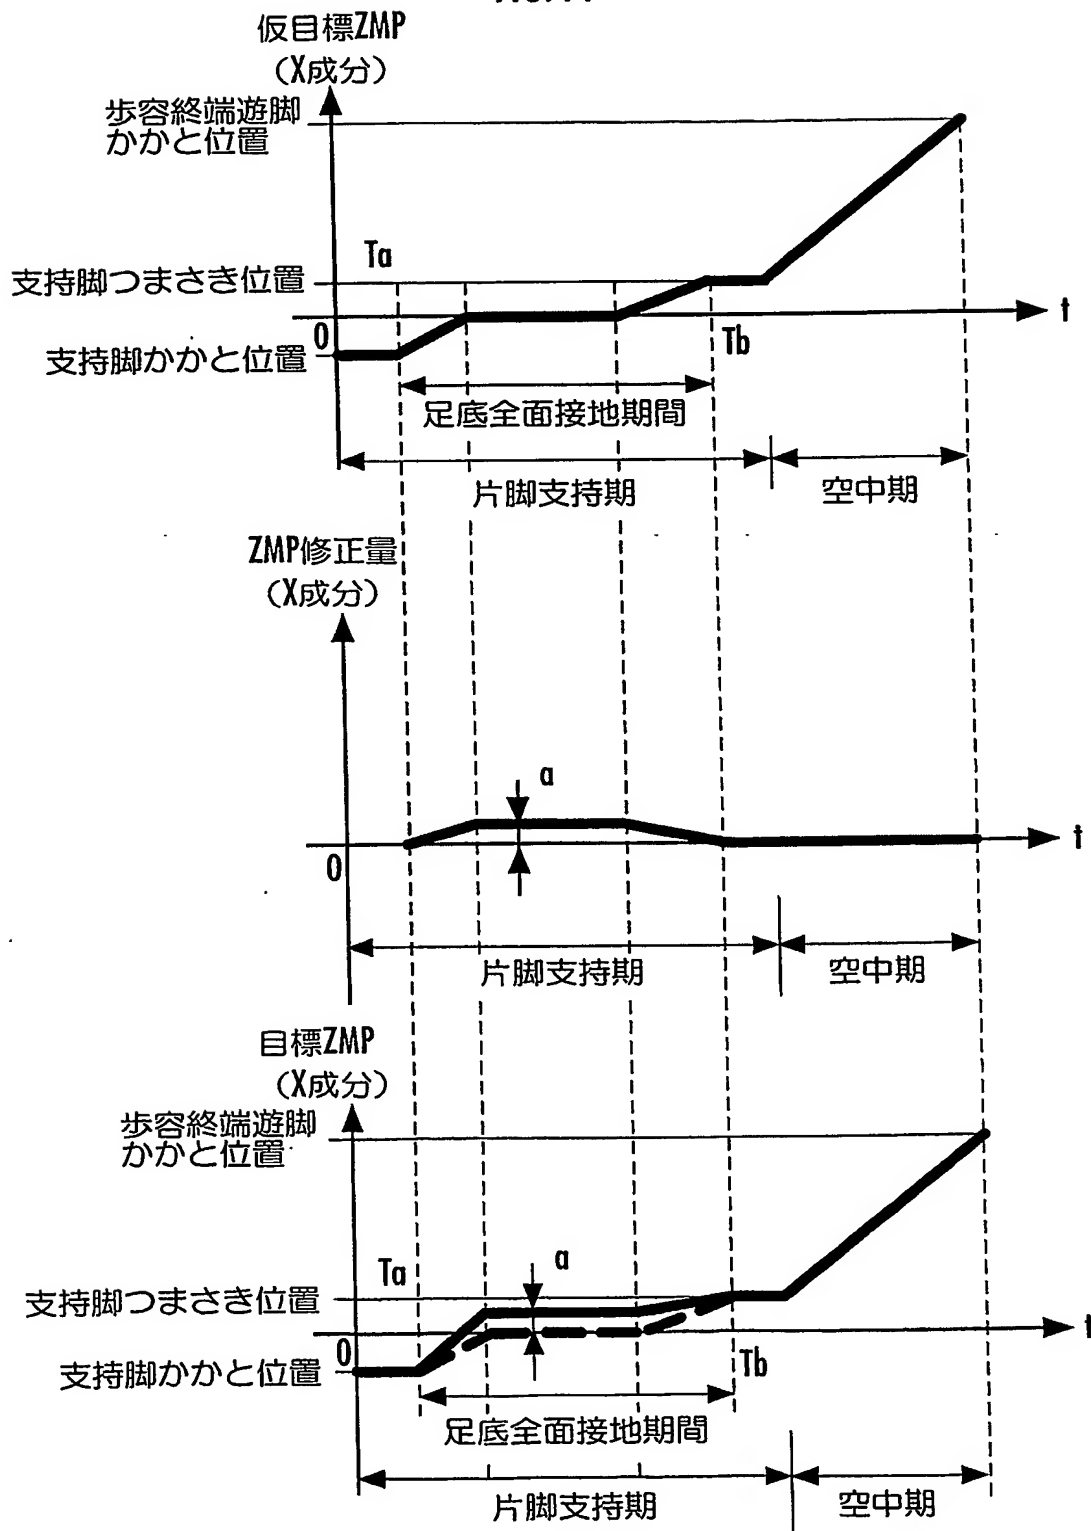 仮目標ZMP
（X成分）
歩容終端遊脚
かかと位置
Ta
支持脚つまさき位置
t
0
Tb
支持脚かかと位置
足底全面接地期間
片脚支持期
空中期
ZMP修正量
（X成分）
a
t
0
片脚支持期
空中期
目標ZMP
（X成分）
歩容終端遊脚
かかと位置
Ta
a
支持脚つまさき位置
t
0
Tb
支持脚かかと位置
足底全面接地期間
片脚支持期
空中期